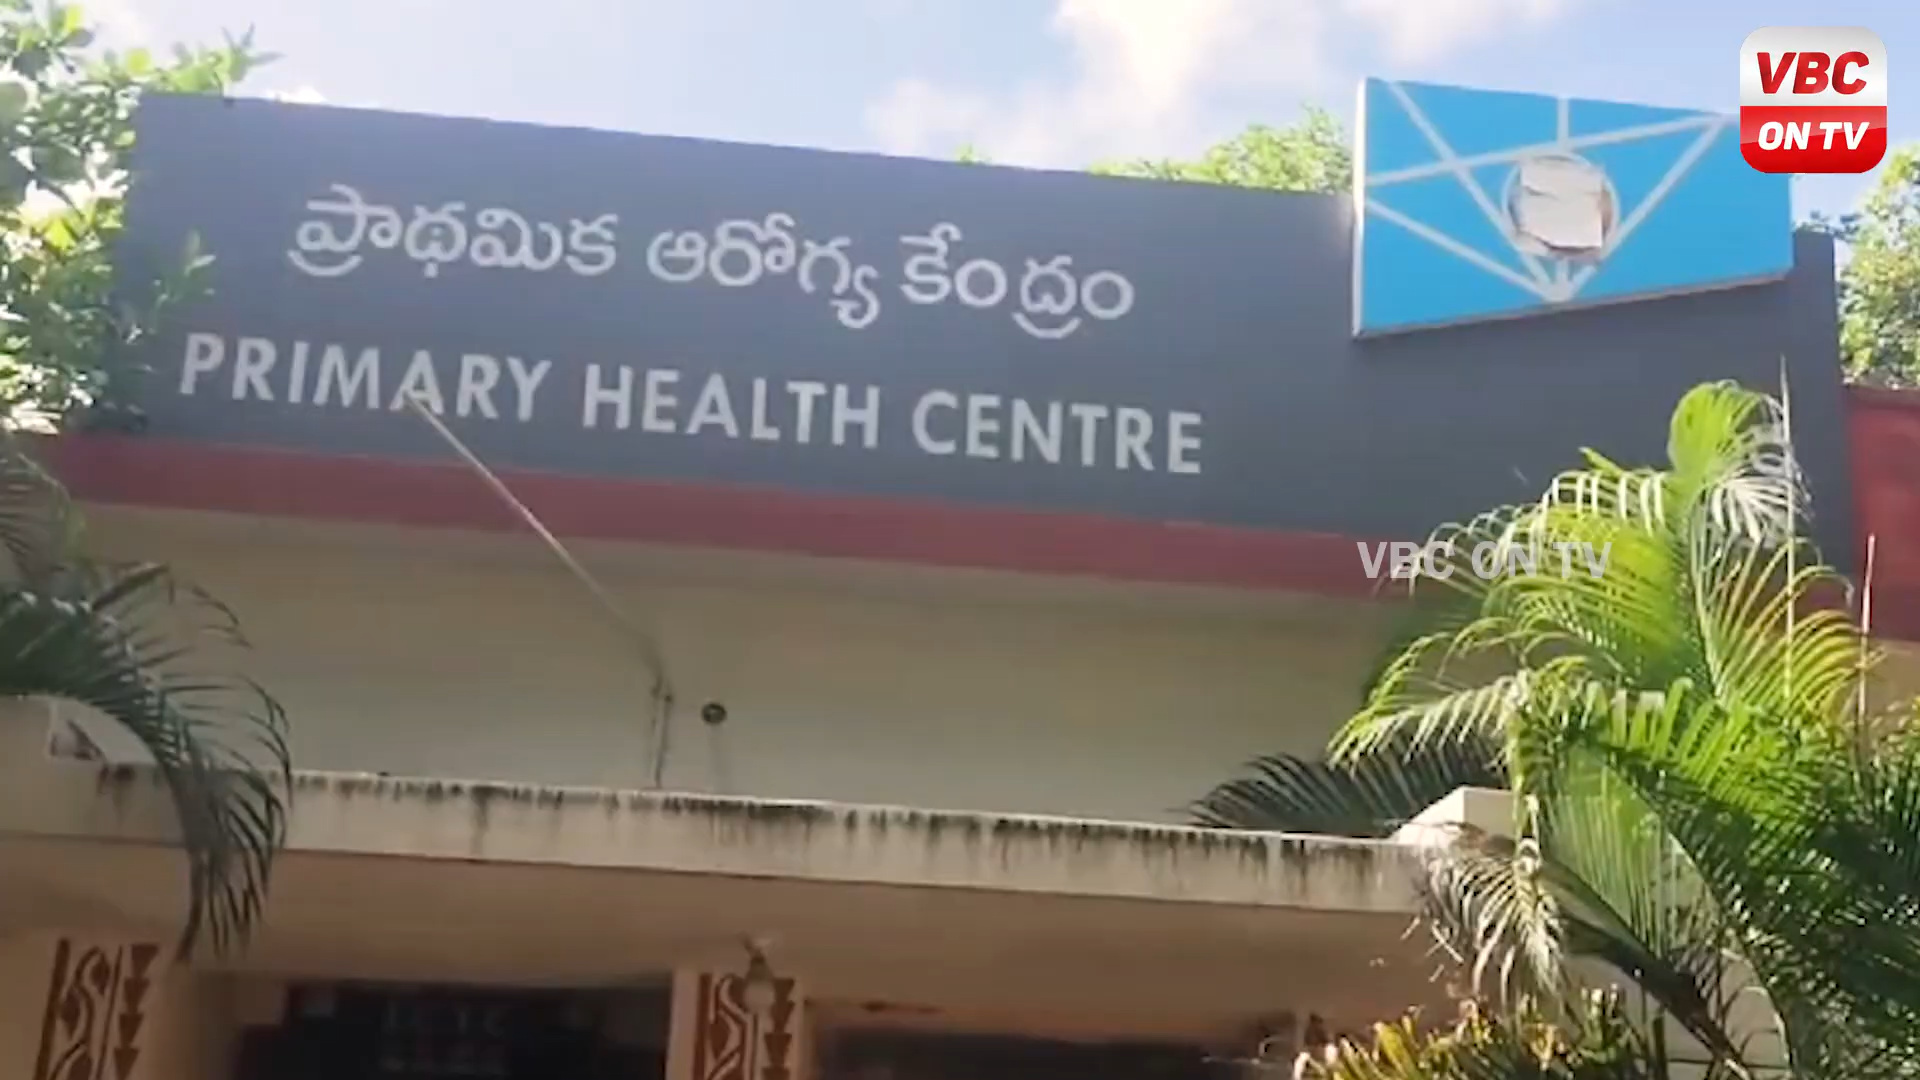 VBC
ON TV
ప్రాథమిక ఆరోగ్య కేంద్రం
PRIMARY HEALTH CENTRE
VBC ON TV